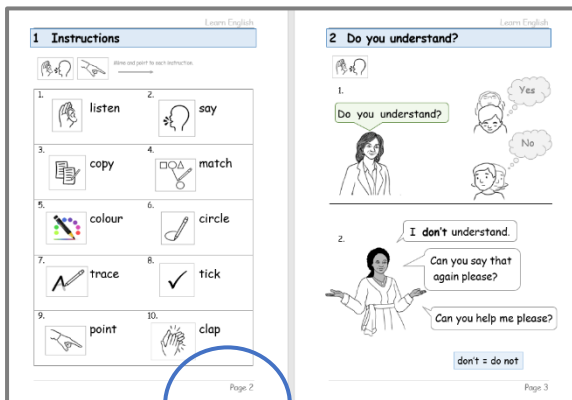 Learn English
1 Instructions
Mime and point to each instruction.
1. listen
2. say
3. copy
4. match
5. colour
6. circle
7. trace
8. tick
9. point
10. clap
Page 2
Learn English
2 Do you understand?
1.
Do you understand?
Yes
No
2.
I don't understand.
Can you say that
again please?
Can you help me please?
don't = do not
Page 3